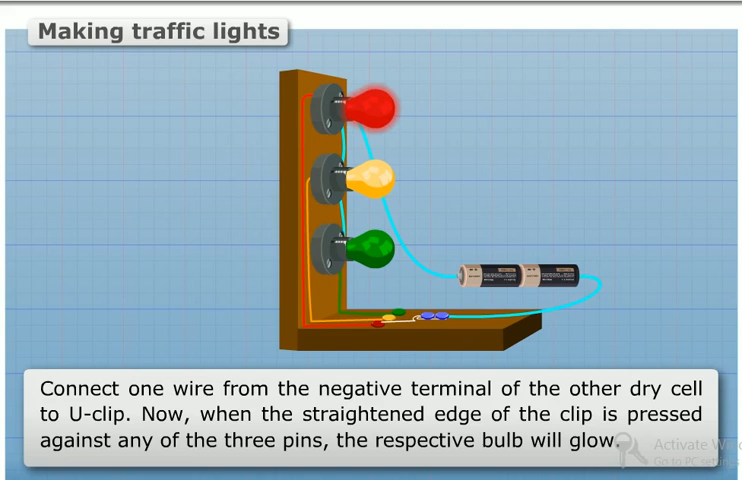 Making traffic lights
Connect one wire from the negative terminal of the other dry cell
to U-clip. Now, when the straightened edge of the clip is pressed
against any of the three pins, the respective bulb will glow.
Activate Win
Go to PC settings